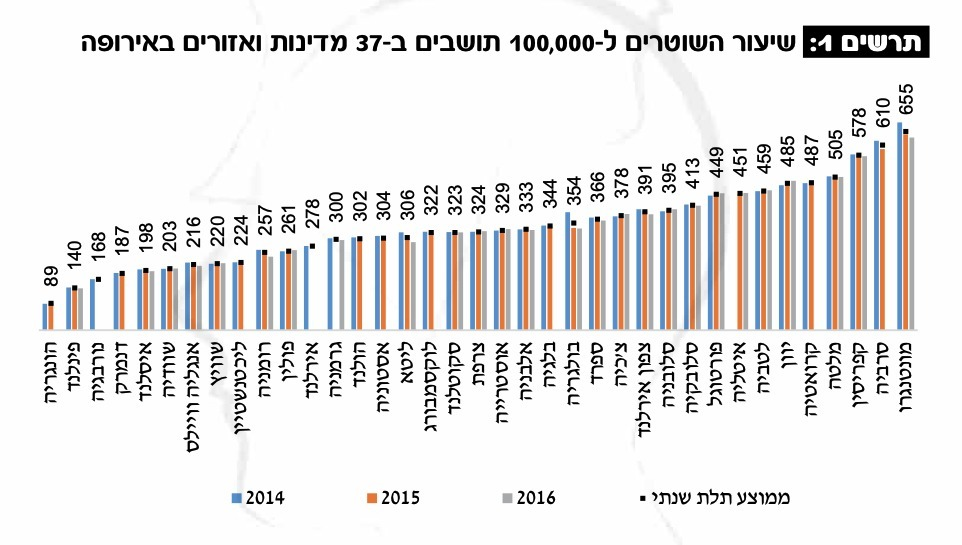 תרשים 1: שיעור השוטרים ל-100,000 תושבים ב-37 מדינות ואזורים באירופה
89 140 168 187 198 203 216 220 224 257 261 278 300 302 304 306 322 323 324 329 333 344 354 366 378 391 395 413 449 451 459 485 487 505 578 610 655
הונגריה
פינלנד
נורבגיה
דנמרק
איסלנד
שוודיה
אנגליה וויילס
שוויץ
ליכטנשטיין
רומניה
פולין
אירלנד
גרמניה
הולנד
אסטוניה
ליטא
לוקסמבורג
סקוטלנד
צרפת
אוסטרייה
אלבניה
בלגיה
בולגריה
ספרד
ציכיה
צפון אירלנד
סלובניה
סלובקיה
פורטוגל
איטליה
לטביה
יוון
קרואטיה
מלטה
קפריסין
סרביה
מונטנגרו
2014 2015 2016 ממוצע תלת שנתי